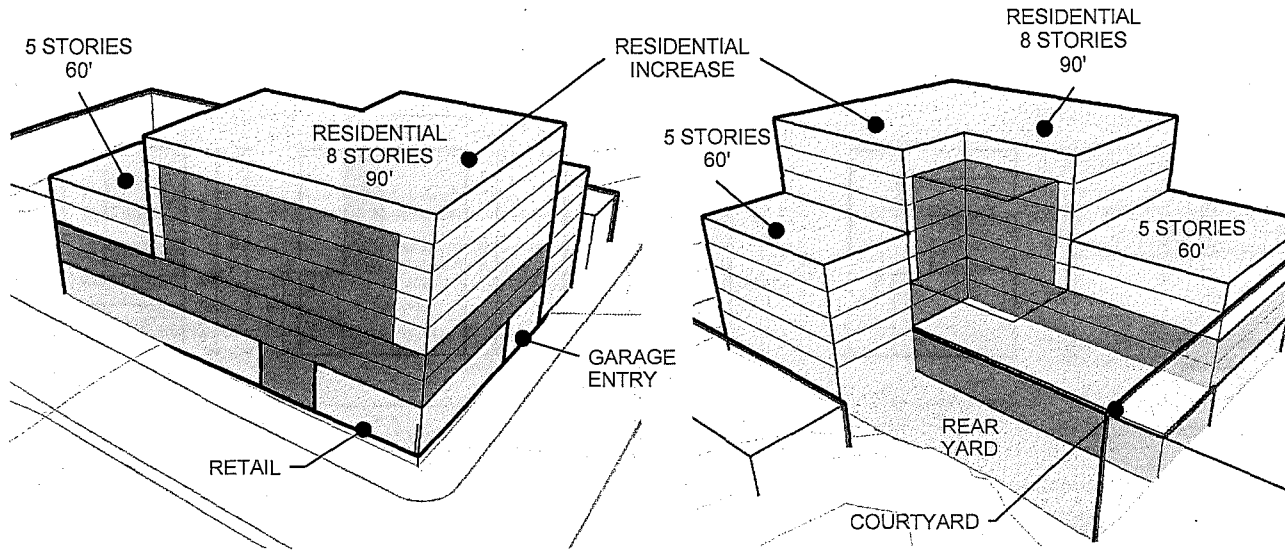 5 STORIES
60'
RESIDENTIAL
INCREASE
RESIDENTIAL
8 STORIES
90'
RESIDENTIAL
8 STORIES
90'
5 STORIES
60'
5 STORIES
60'
GARAGE
ENTRY
RETAIL
REAR
YARD
COURTYARD